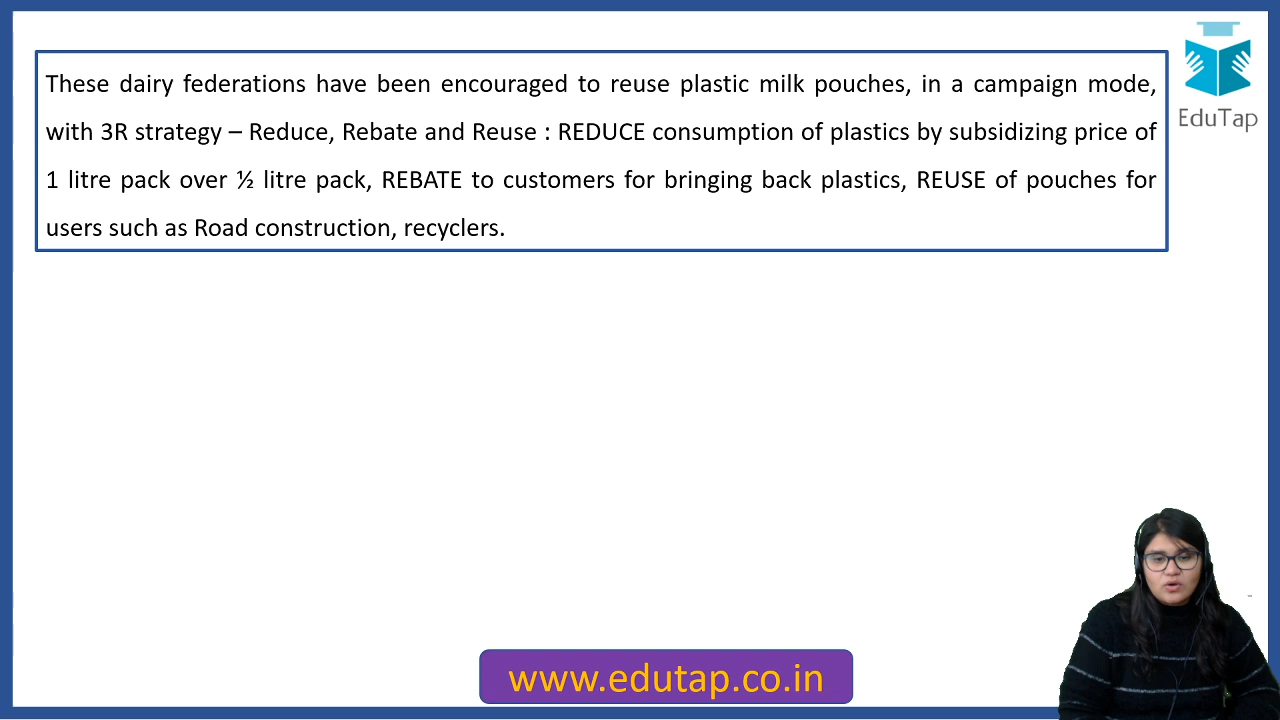 These dairy federations have been encouraged to reuse plastic milk pouches, in a campaign mode,
with 3R strategy – Reduce, Rebate and Reuse : REDUCE consumption of plastics by subsidizing price of
1 litre pack over ½ litre pack, REBATE to customers for bringing back plastics, REUSE of pouches for
users such as Road construction, recyclers.
EduTap
www.edutap.co.in